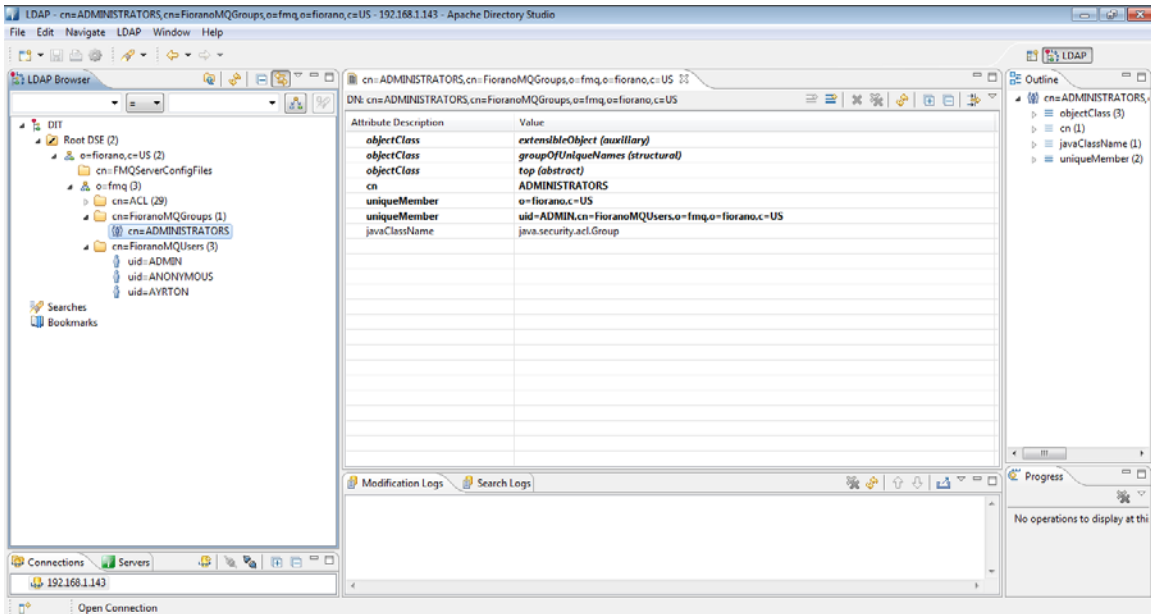 LDAP - cn=ADMINISTRATORS,cn=FioranoMQGroups,o=fmq,o=fiorano,c=US - 192.168.1.143 - Apache Directory Studio
File Edit Navigate LDAP Window Help
LDAP
LDAP Browser
=
DIT
Root DSE (2)
o=fiorano,c=US (2)
cn=FMQServerConfigFiles
o=fmq (3)
cn=ACL (29)
cn=FioranoMQGroups (1)
cn=ADMINISTRATORS
cn=FioranoMQUsers (3)
uid=ADMIN
uid=ANONYMOUS
uid=AYRTON
Searches
Bookmarks
cn=ADMINISTRATORS,cn=FioranoMQGroups,o=fmq,o=fiorano,c=US
DN: cn=ADMINISTRATORS,cn=FioranoMQGroups,o=fmq,o=fiorano,c=US
Attribute Description Value
objectClass extensibleObject (auxiliary)
objectClass groupOfUniqueNames (structural)
objectClass top (abstract)
cn ADMINISTRATORS
uniqueMember o=fiorano,c=US
uniqueMember uid=ADMIN,cn=FioranoMQUsers,o=fmq,o=fiorano,c=US
javaClassName java.security.acl.Group
Outline
cn=ADMINISTRATORS,
objectClass (3)
cn (1)
javaClassName (1)
uniqueMember (2)
Modification Logs Search Logs
Progress
No operations to display at thi
Connections Servers
192.168.1.143
Open Connection